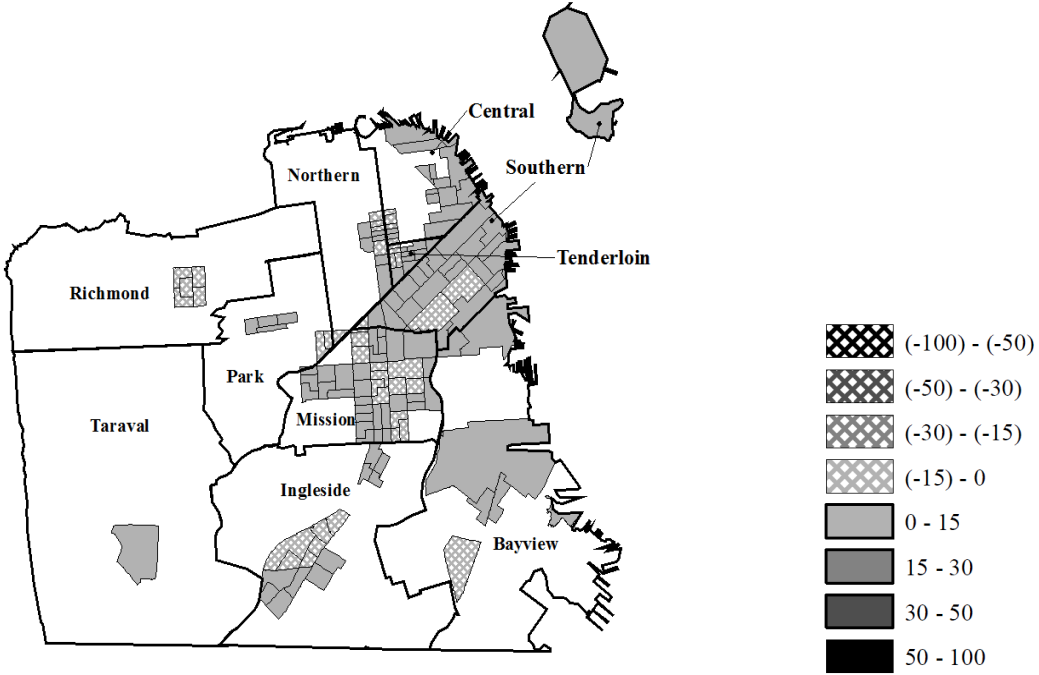 Central
Southern
Northern
Tenderloin
Richmond
Park
Taraval
Mission
Ingleside
Bayview
(-100) - (-50)
(-50) - (-30)
(-30) - (-15)
(-15) - 0
0 - 15
15 - 30
30 - 50
50 - 100